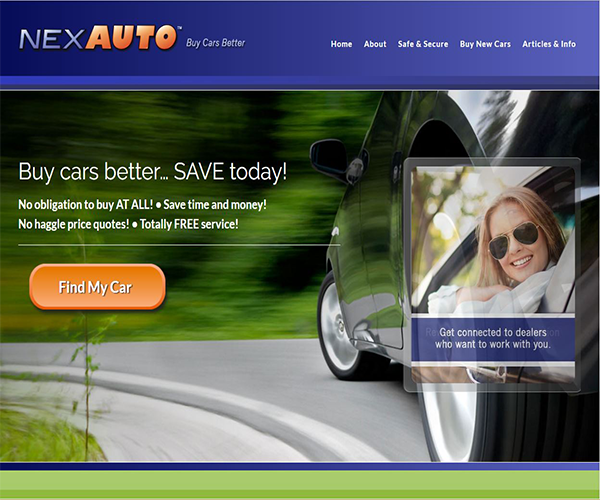 NEXAUTO™ Buy Cars Better
Home About Safe & Secure Buy New Cars Articles & Info
Buy cars better... SAVE today!
No obligation to buy AT ALL! • Save time and money!
No haggle price quotes! • Totally FREE service!
Find My Car
Get connected to dealers
who want to work with you.